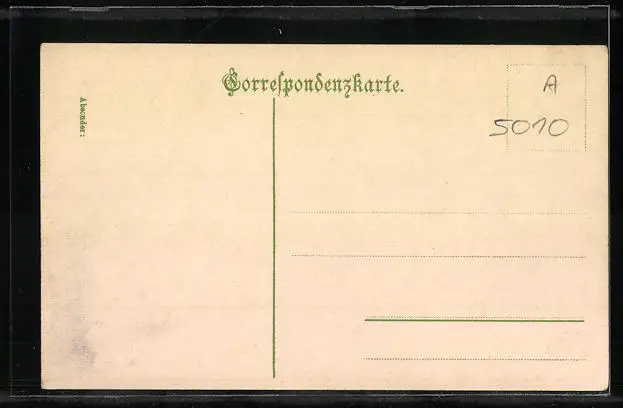 Correspondenzkarte.
Absender:
A
5010